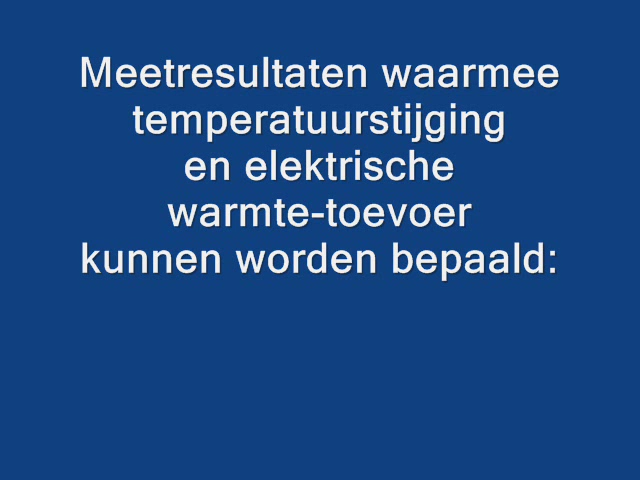 Meetresultaten waarmee
temperatuurstijging
en elektrische
warmte-toevoer
kunnen worden bepaald: